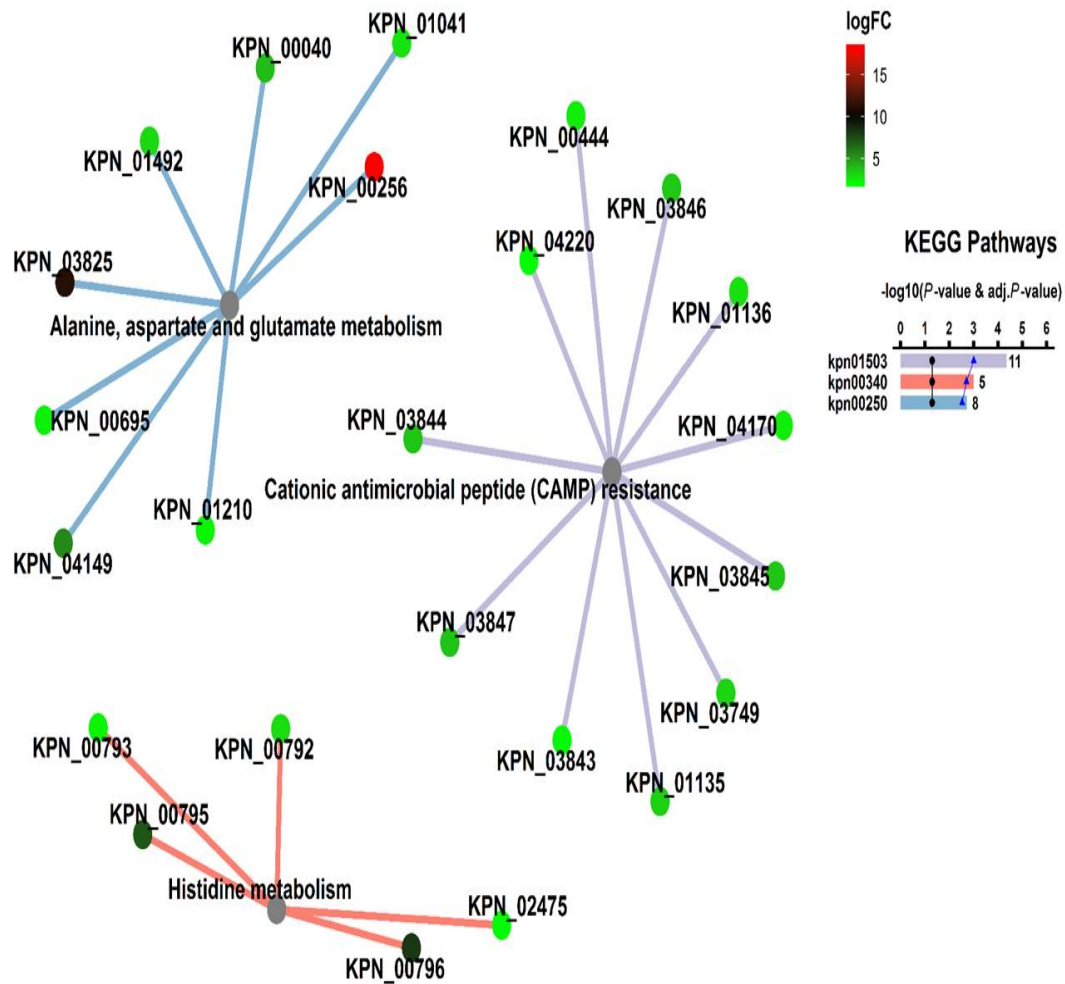 KPN_01041
KPN_00040
KPN_01492
KPN_00256
KPN_03825
Alanine, aspartate and glutamate metabolism
KPN_00695
KPN_01210
KPN_04149
KPN_00444
KPN_03846
KPN_04220
KPN_01136
KPN_03844
KPN_04170
Cationic antimicrobial peptide (CAMP) resistance
KPN_03845
KPN_03847
KPN_03749
KPN_03843
KPN_01135
KPN_00793
KPN_00792
KPN_00795
Histidine metabolism
KPN_02475
KPN_00796
logFC
15
10
5
KEGG Pathways
-log10(P-value & adj.P-value)
0 1 2 3 4 5 6
kpn01503 11
kpn00340 5
kpn00250 8